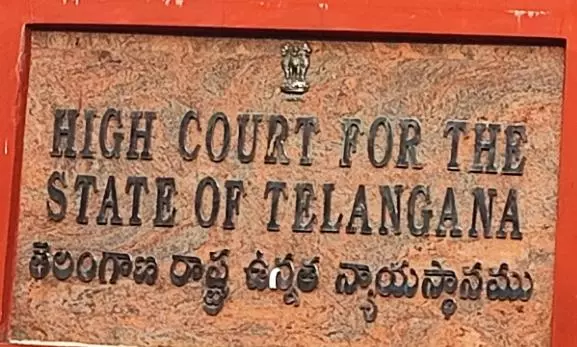 HIGH COURT FOR THE
STATE OF TELANGANA
తెలంగాణ రాష్ట్ర ఉన్నత న్యాయస్థానము